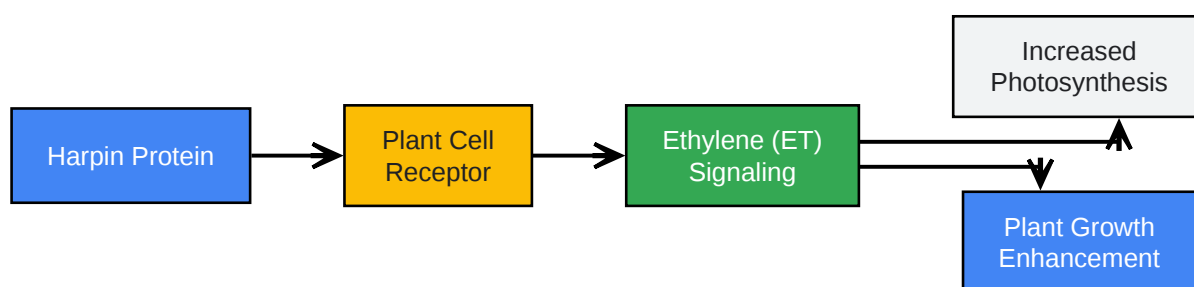 Harpin Protein
Plant Cell
Receptor
Ethylene (ET)
Signaling
Increased
Photosynthesis
Plant Growth
Enhancement